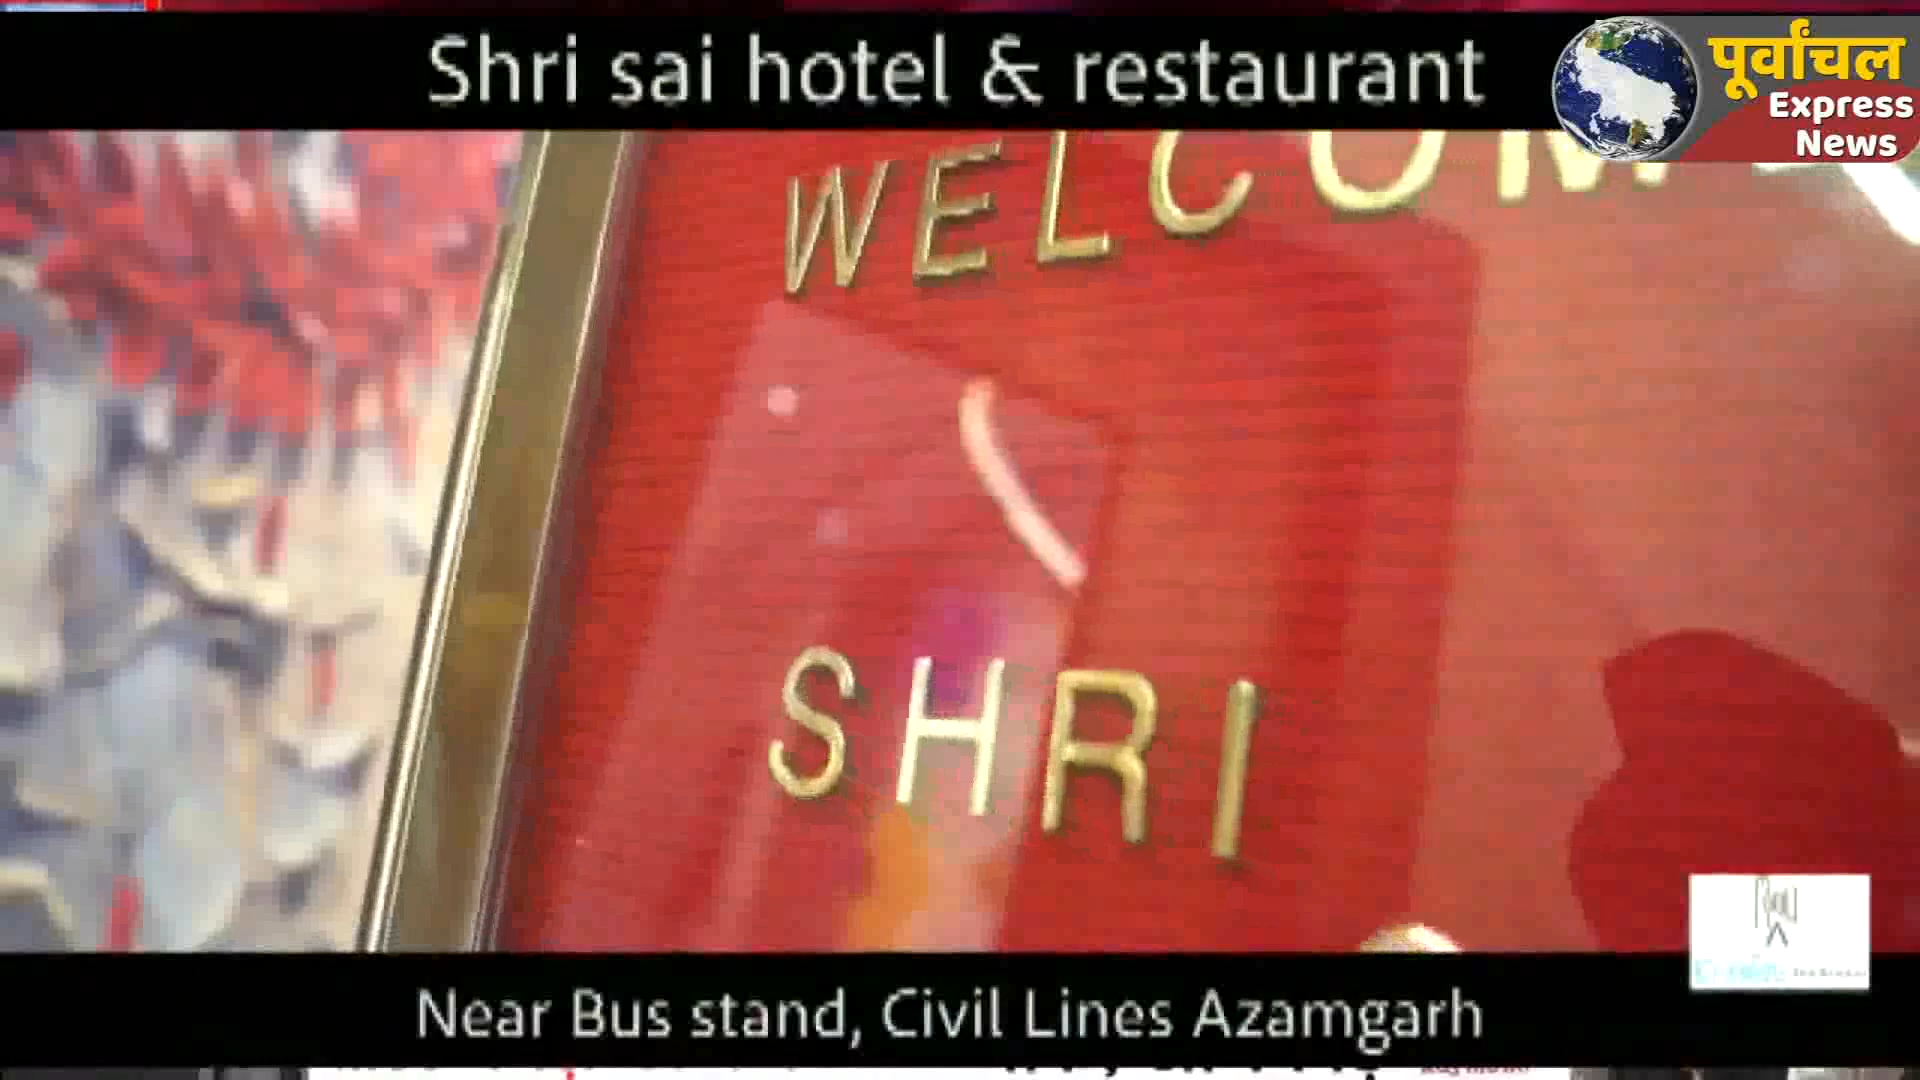 Shri sai hotel & restaurant
पूर्वांचल
Express
News
WELCOM
SHRI
Near Bus stand, Civil Lines Azamgarh